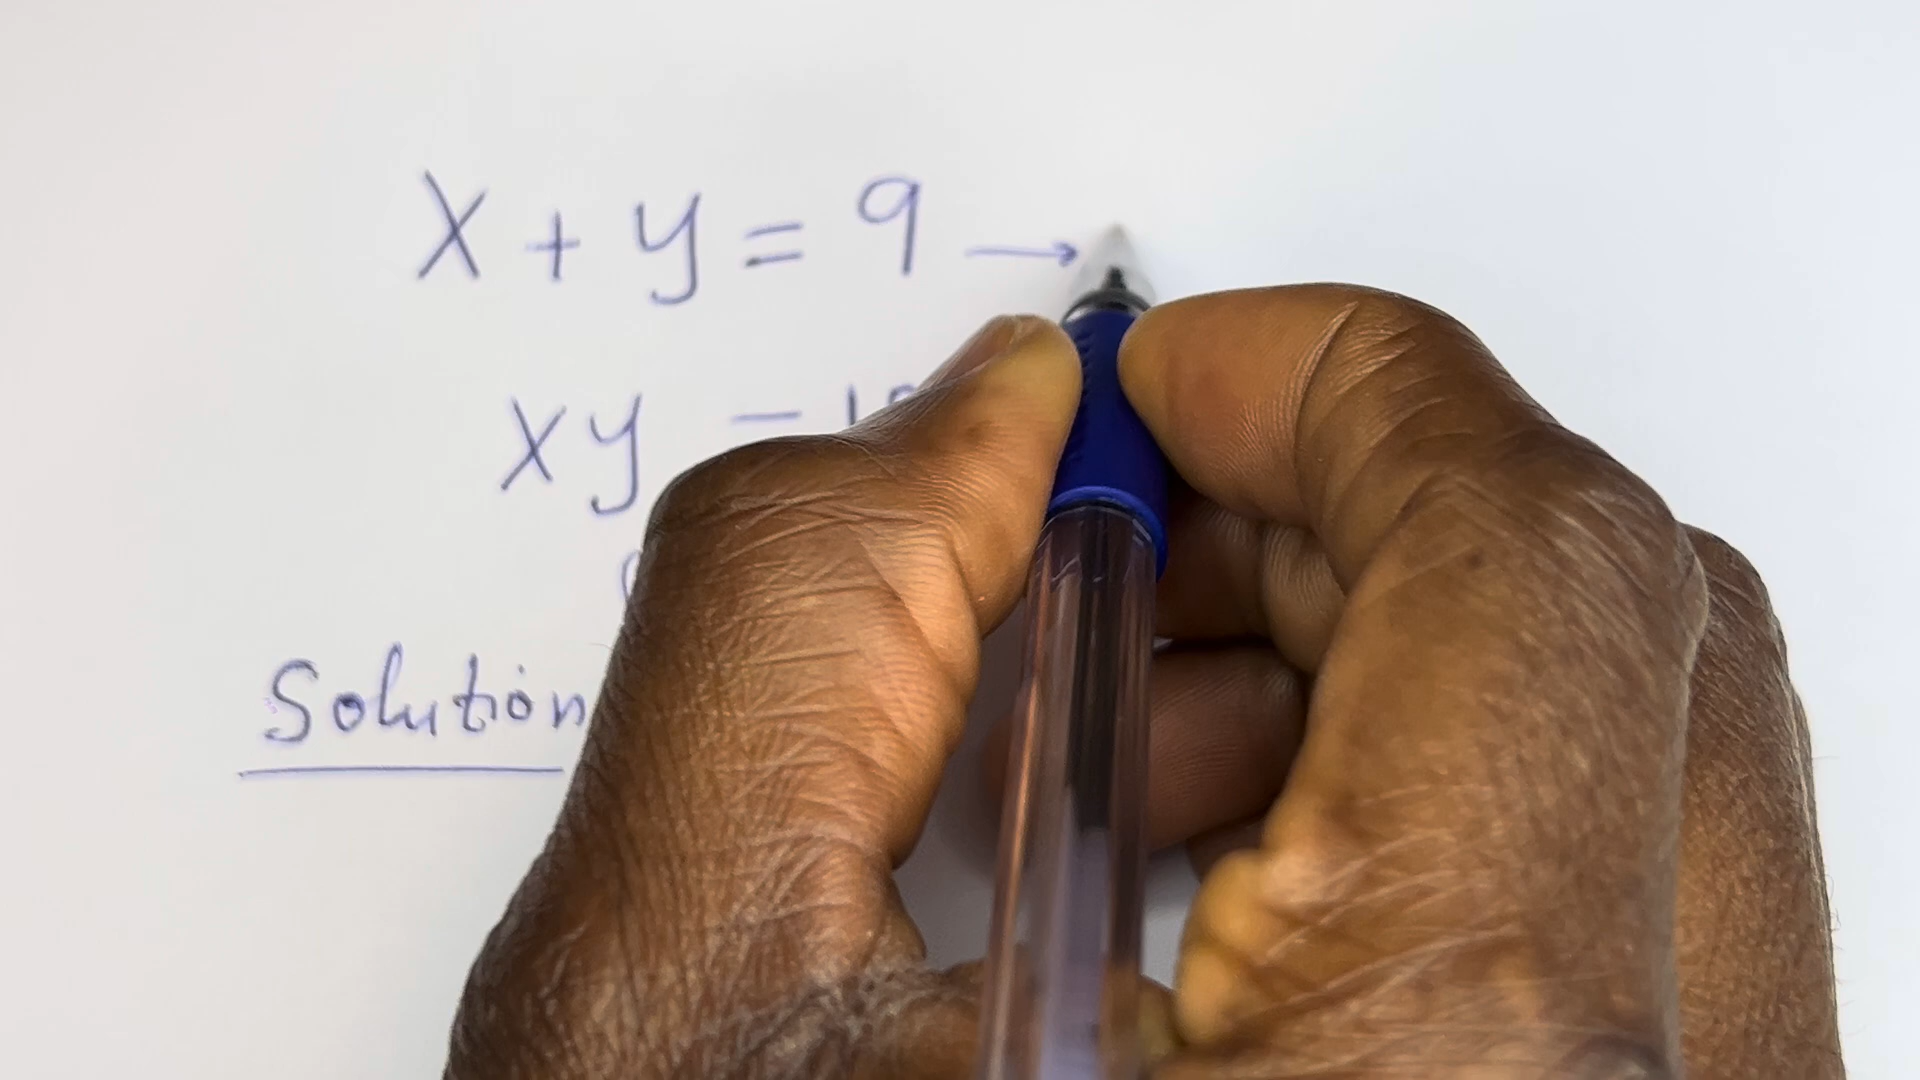 X + y = 9 →
xy
Solution